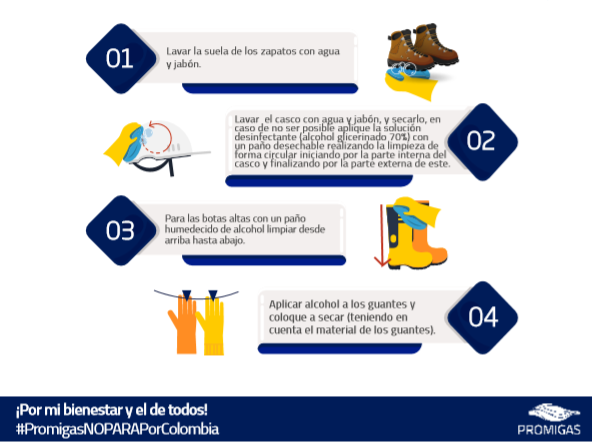 01
Lavar la suela de los zapatos con agua
y jabón.
Lavar el casco con agua y jabón, y secarlo, en
caso de no ser posible aplique la solución
desinfectante (alcohol glicerinado 70%) con
un paño desechable realizando la limpieza de
forma circular iniciando por la parte interna del
casco y finalizando por la parte externa de este.
02
03
Para las botas altas con un paño
humedecido de alcohol limpiar desde
arriba hasta abajo.
Aplicar alcohol a los guantes y
coloque a secar (teniendo en
cuenta el material de los guantes).
04
¡Por mi bienestar y el de todos!
#PromigasNOPARAPorColombia
PROMIGAS